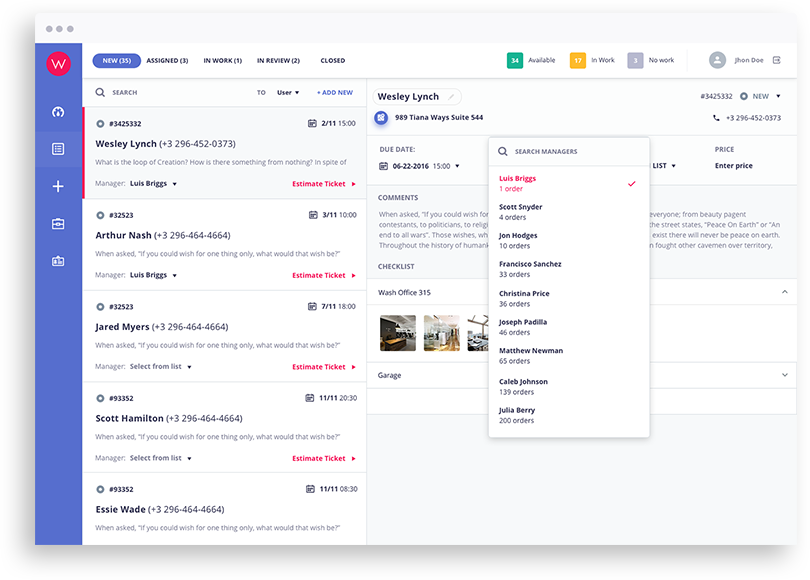 W
NEW (35) ASSIGNED (3) IN WORK (1) IN REVIEW (2) CLOSED
34 Available 17 In Work 3 No work Jhon Doe
SEARCH TO User + ADD NEW
#3425332 2/11 15:00
Wesley Lynch (+3 296-452-0373)
What is the loop of Creation? How is there something from nothing? In spite of
Manager: Luis Briggs Estimate Ticket
#32523 3/11 10:00
Arthur Nash (+3 296-464-4664)
When asked, “If you could wish for one thing only, what would that wish be?”
Manager: Luis Briggs Estimate Ticket
#32523 7/11 18:00
Jared Myers (+3 296-464-4664)
When asked, “If you could wish for one thing only, what would that wish be?”
Manager: Select from list Estimate Ticket
#93352 11/11 20:30
Scott Hamilton (+3 296-464-4664)
When asked, “If you could wish for one thing only, what would that wish be?”
Manager: Select from list Estimate Ticket
#93352 11/11 08:30
Essie Wade (+3 296-464-4664)
When asked, “If you could wish for one thing only, what would that wish be?”
Wesley Lynch #3425332 NEW
989 Tiana Ways Suite 544 +3 296-452-0373
DUE DATE: PRICE
06-22-2016 15:00 LIST Enter price
COMMENTS
When asked, “If you could wish for everyone; from beauty pagent
contestants, to politicians, to religi the street states, “Peace On Earth” or “An
end to all wars”. Those wishes, wh exist there will never be peace on earth.
Throughout the history of humank n fought other cavemen over territory,
CHECKLIST
Wash Office 315
Garage
SEARCH MANAGERS
Luis Briggs
1 order
Scott Snyder
4 orders
Jon Hodges
10 orders
Francisco Sanchez
33 orders
Christina Price
36 orders
Joseph Padilla
46 orders
Matthew Newman
65 orders
Caleb Johnson
139 orders
Julia Berry
200 orders